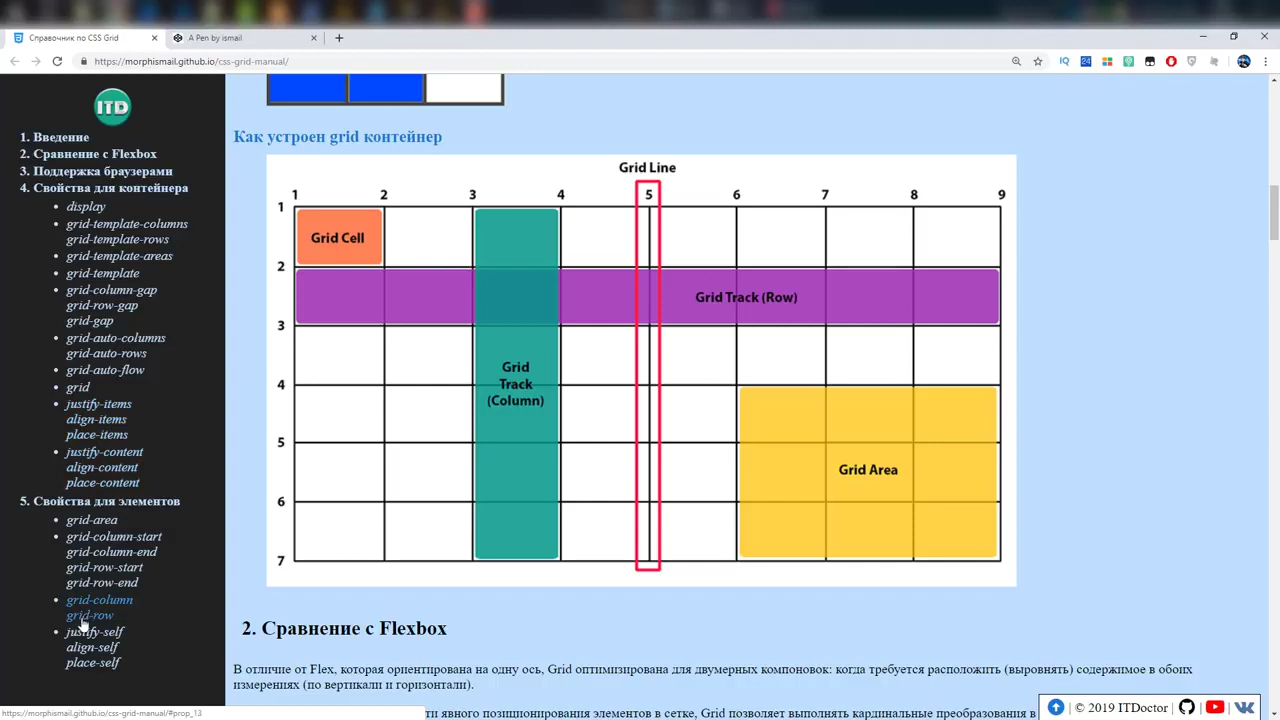 Справочник по CSS Grid
A Pen by ismail
https://morphismail.github.io/css-grid-manual/
ITD
1. Введение
2. Сравнение с Flexbox
3. Поддержка браузерами
4. Свойства для контейнера
display
grid-template-columns
grid-template-rows
grid-template-areas
grid-template
grid-column-gap
grid-row-gap
grid-gap
grid-auto-columns
grid-auto-rows
grid-auto-flow
grid
justify-items
align-items
place-items
justify-content
align-content
place-content
5. Свойства для элементов
grid-area
grid-column-start
grid-column-end
grid-row-start
grid-row-end
grid-column
grid-row
justify-self
align-self
place-self
https://morphismail.github.io/css-grid-manual/#prop_13
Как устроен grid контейнер
Grid Line
1 2 3 4 5 6 7 8 9
1
Grid Cell
2
Grid Track (Row)
3
Grid
Track
(Column)
4
5
Grid Area
6
7
2. Сравнение с Flexbox
В отличие от Flex, которая ориентирована на одну ось, Grid оптимизирована для двумерных компоновок: когда требуется расположить (выровнять) содержимое в обоих
измерениях (по вертикали и горизонтали).
сти явного позиционирования элементов в сетке, Grid позволяет выполнять кардинальные преобразования в
© 2019 ITDoctor